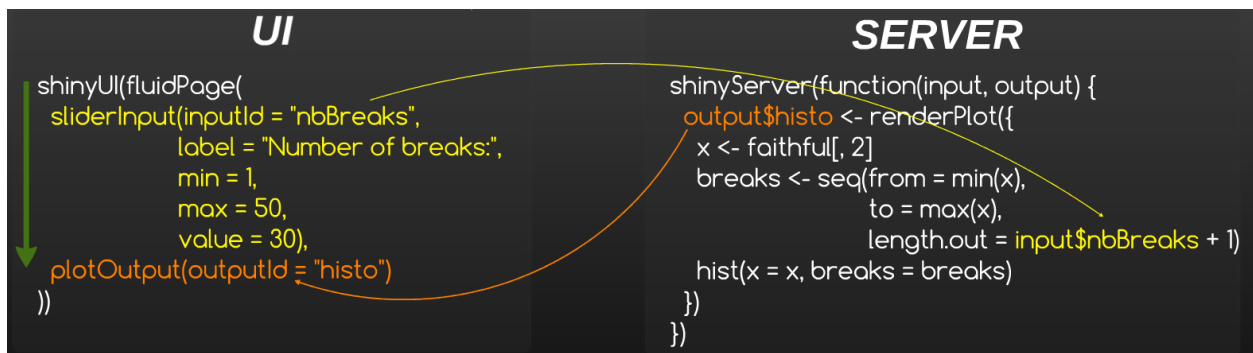 UI
shinyUI(fluidPage(
sliderInput(inputId = "nbBreaks",
label = "Number of breaks:",
min = 1,
max = 50,
value = 30),
plotOutput(outputId = "histo")
))
SERVER
shinyServer(function(input, output) {
output$histo <- renderPlot({
x <- faithful[, 2]
breaks <- seq(from = min(x),
to = max(x),
length.out = input$nbBreaks + 1)
hist(x = x, breaks = breaks)
})
})